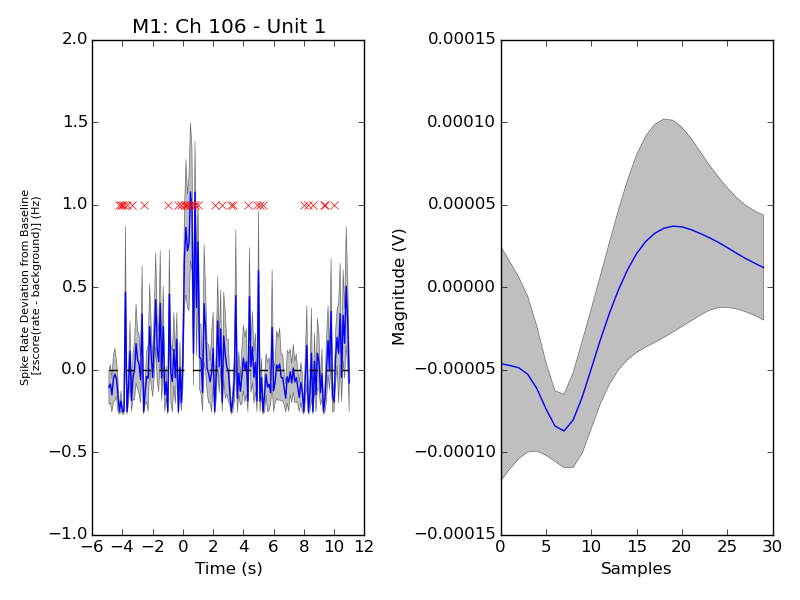 M1: Ch 106 - Unit 1
2.0
1.5
1.0
0.5
0.0
−0.5
−1.0
−6 −4 −2 0 2 4 6 8 10 12
Time (s)
Spike Rate Deviation from Baseline
[zscore(rate - background)] (Hz)
0.00015
0.00010
0.00005
0.00000
−0.00005
−0.00010
−0.00015
0 5 10 15 20 25 30
Samples
Magnitude (V)